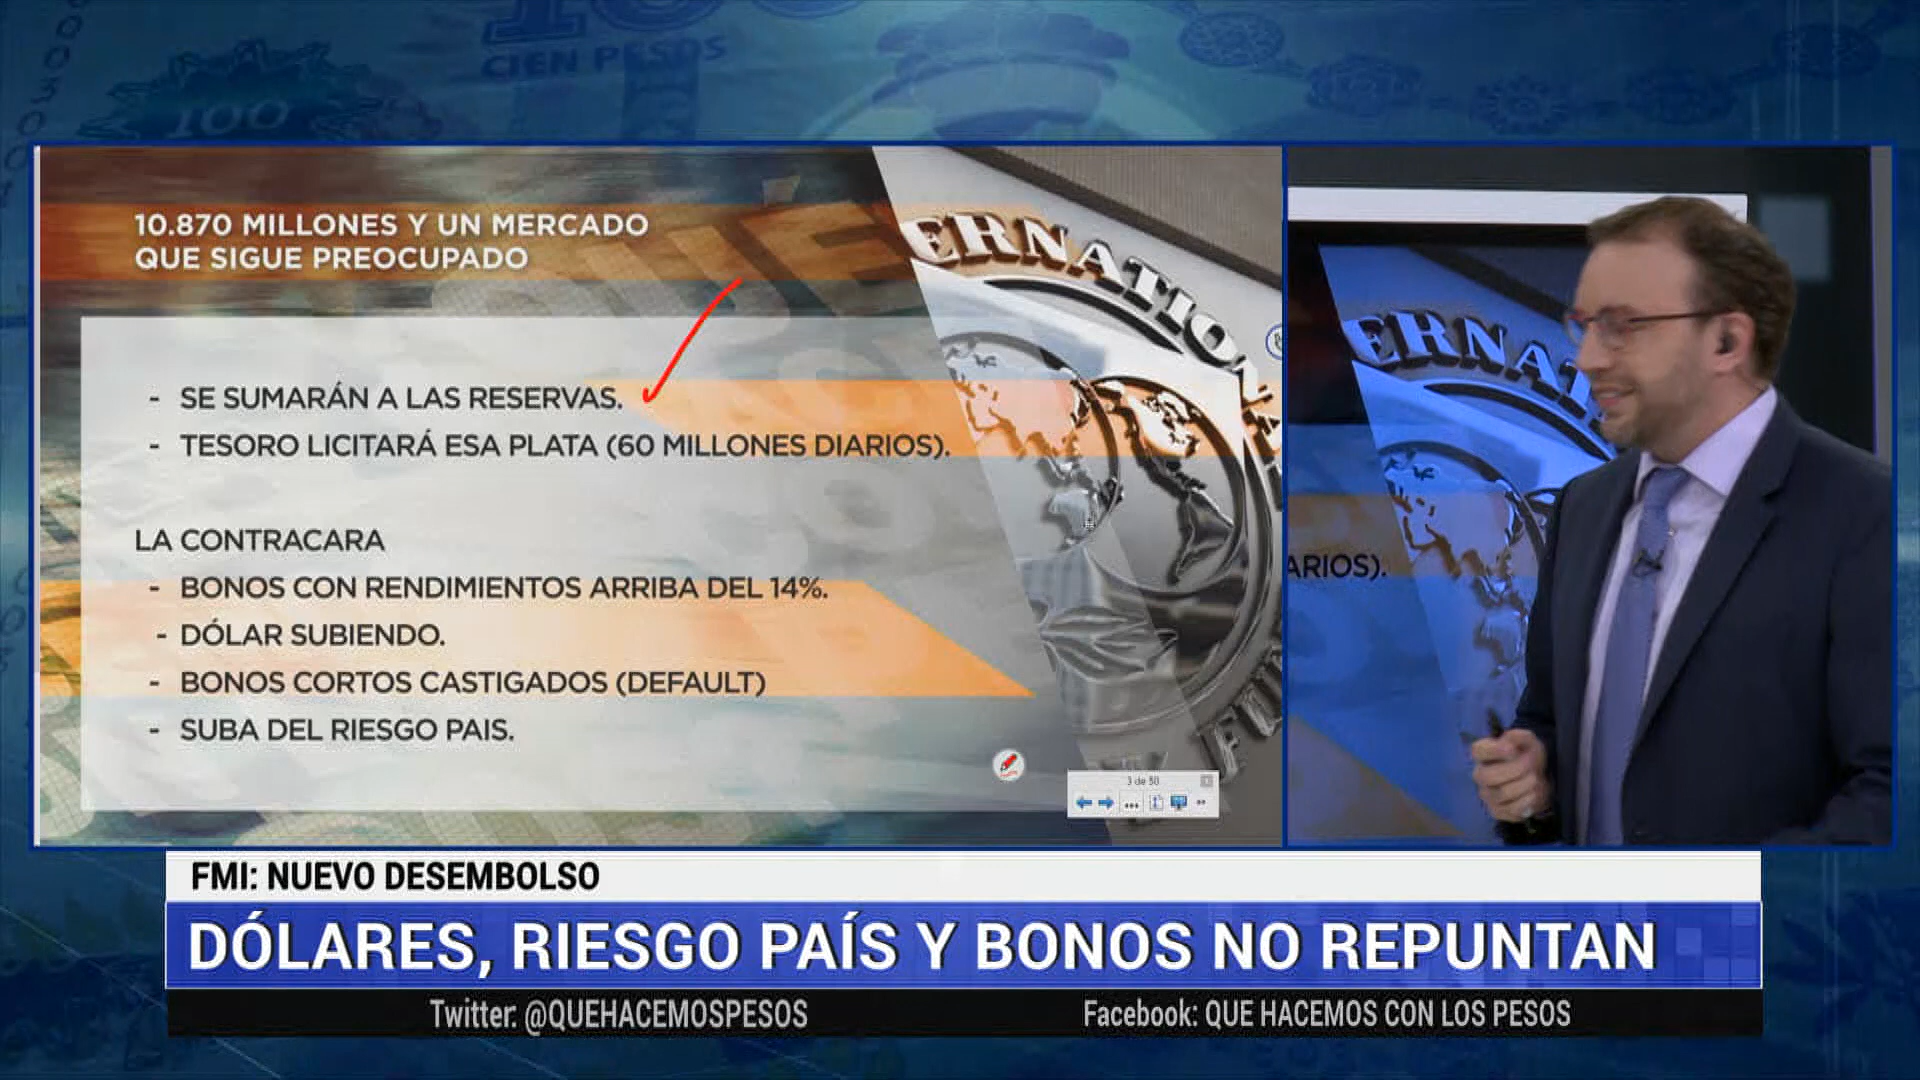 100
CIEN PESOS
10.870 MILLONES Y UN MERCADO
QUE SIGUE PREOCUPADO
- SE SUMARÁN A LAS RESERVAS.
- TESORO LICITARÁ ESA PLATA (60 MILLONES DIARIOS).
LA CONTRACARA
- BONOS CON RENDIMIENTOS ARRIBA DEL 14%.
- DÓLAR SUBIENDO.
- BONOS CORTOS CASTIGADOS (DEFAULT)
- SUBA DEL RIESGO PAIS.
ERNATION
FU
3 de 50
ERNAT
ARIOS).
FMI: NUEVO DESEMBOLSO
DÓLARES, RIESGO PAÍS Y BONOS NO REPUNTAN
Twitter: @QUEHACEMOSPESOS
Facebook: QUE HACEMOS CON LOS PESOS